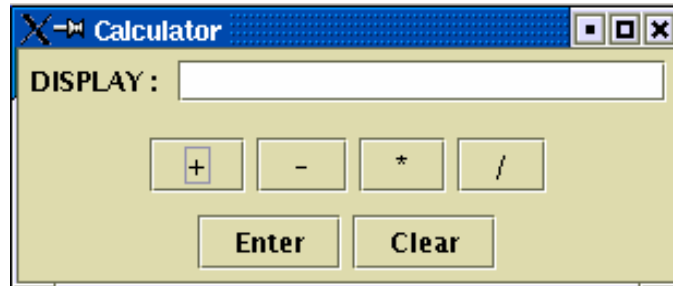 Calculator
DISPLAY :
+ - * /
Enter Clear